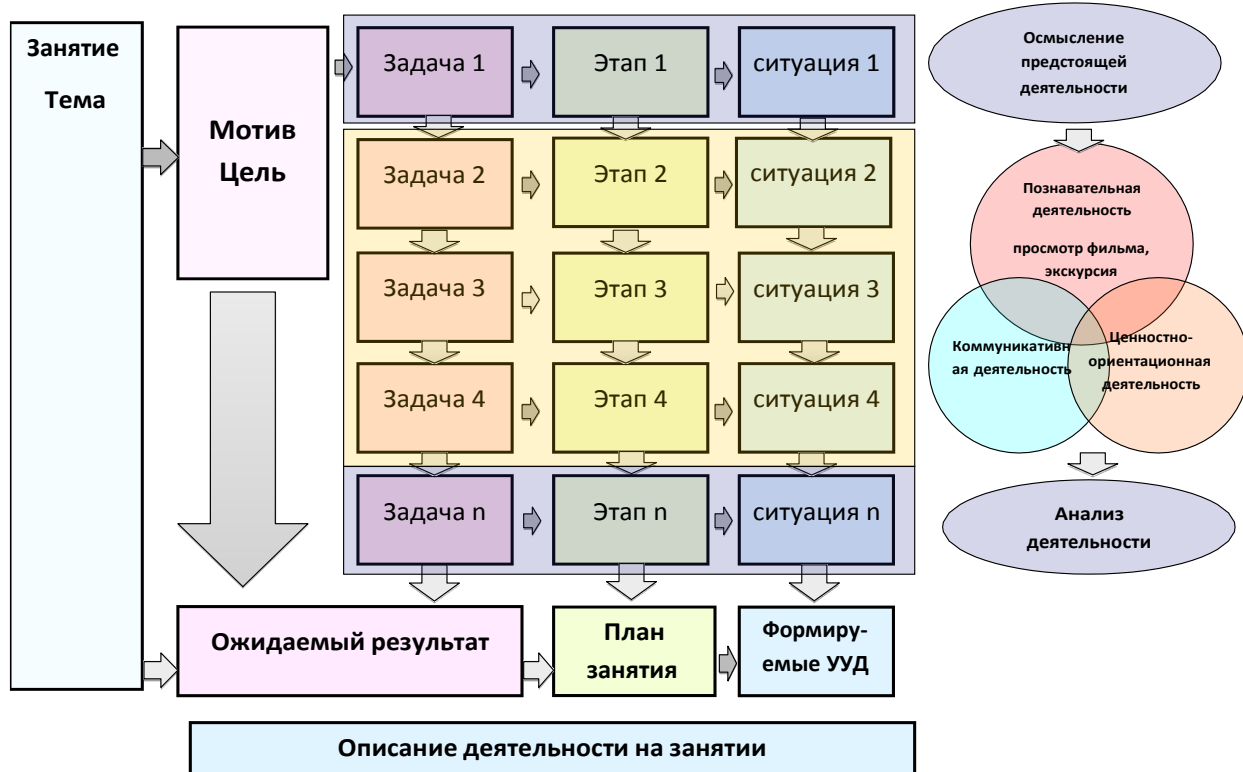 Занятие
Тема
Мотив
Цель
Задача 1
Этап 1
ситуация 1
Задача 2
Этап 2
ситуация 2
Задача 3
Этап 3
ситуация 3
Задача 4
Этап 4
ситуация 4
Задача n
Этап n
ситуация n
Ожидаемый результат
План
занятия
Формиру-
емые УУД
Описание деятельности на занятии
Осмысление
предстоящей
деятельности
Познавательная
деятельность
просмотр фильма,
экскурсия
Коммуникативн
ая деятельность
Ценностно-
ориентационная
деятельность
Анализ
деятельности